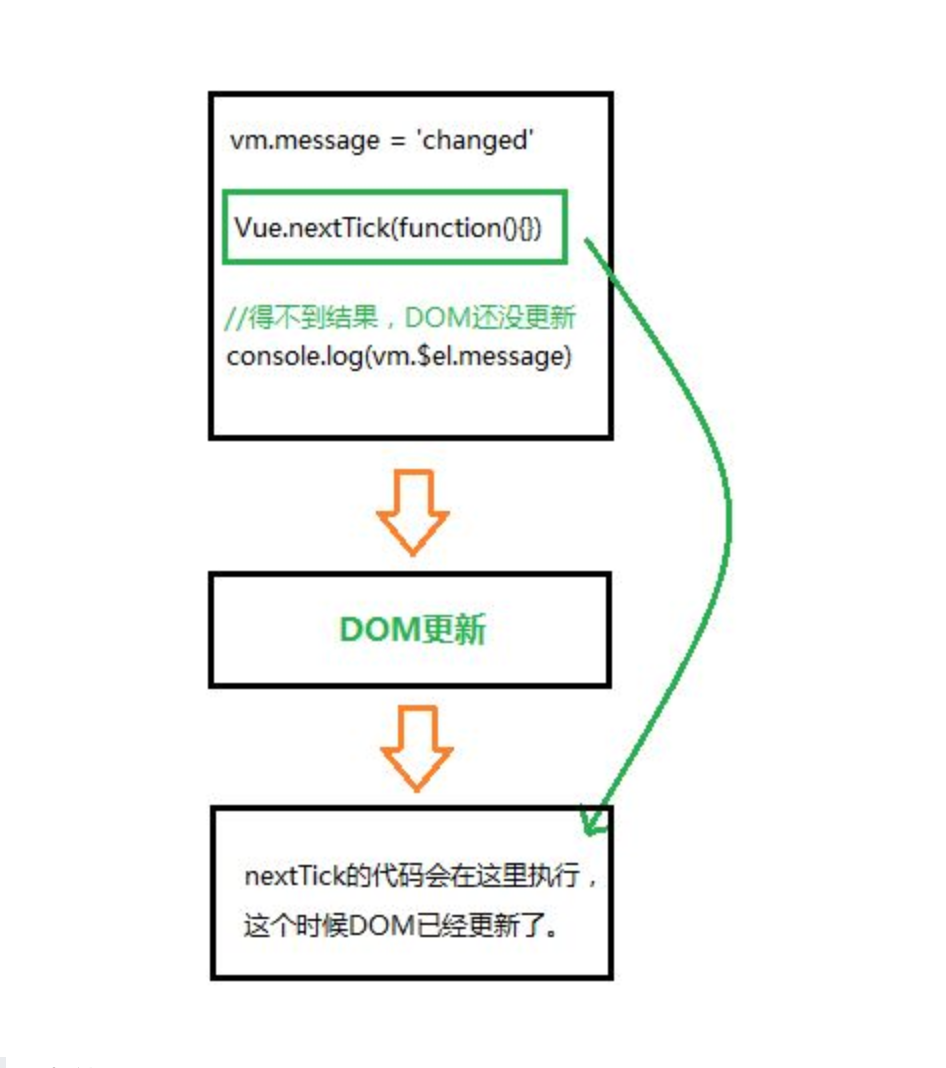 vm.message = 'changed'
Vue.nextTick(function(){})
//得不到结果，DOM还没更新
console.log(vm.$el.message)
DOM更新
nextTick的代码会在这里执行，
这个时候DOM已经更新了。